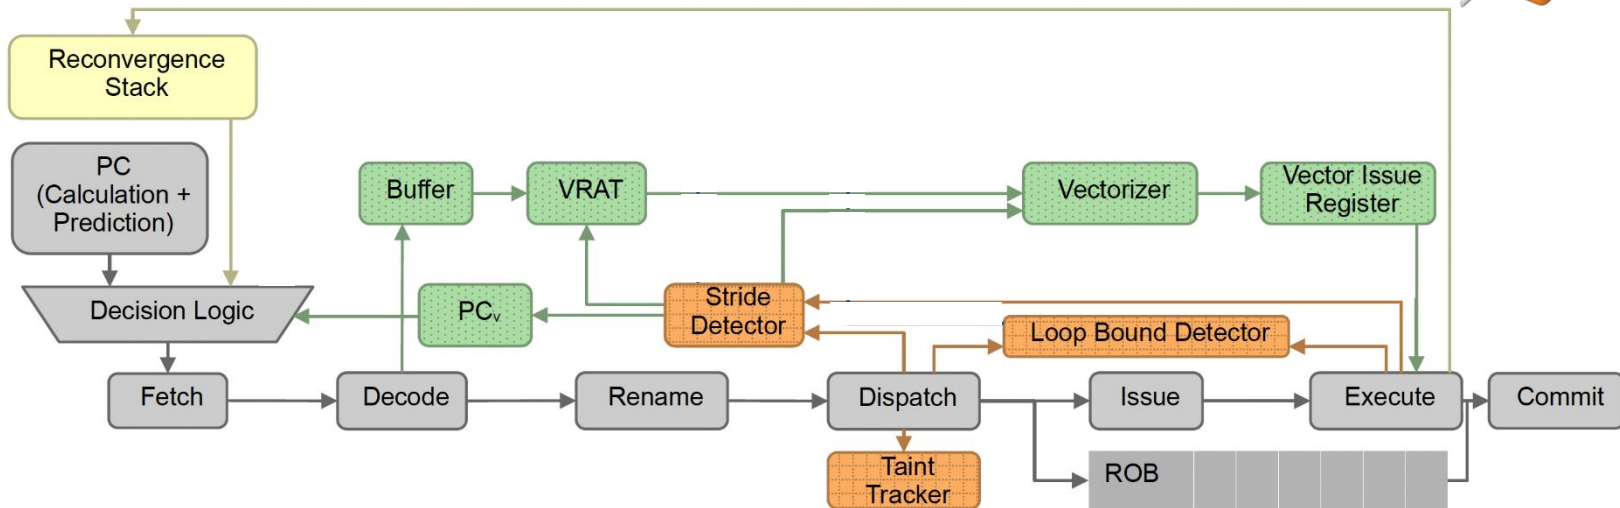 Reconvergence
Stack
PC
(Calculation +
Prediction)
Buffer
VRAT
Vectorizer
Vector Issue
Register
Decision Logic
PCv
Stride
Detector
Loop Bound Detector
Fetch
Decode
Rename
Dispatch
Issue
Execute
Commit
Taint
Tracker
ROB